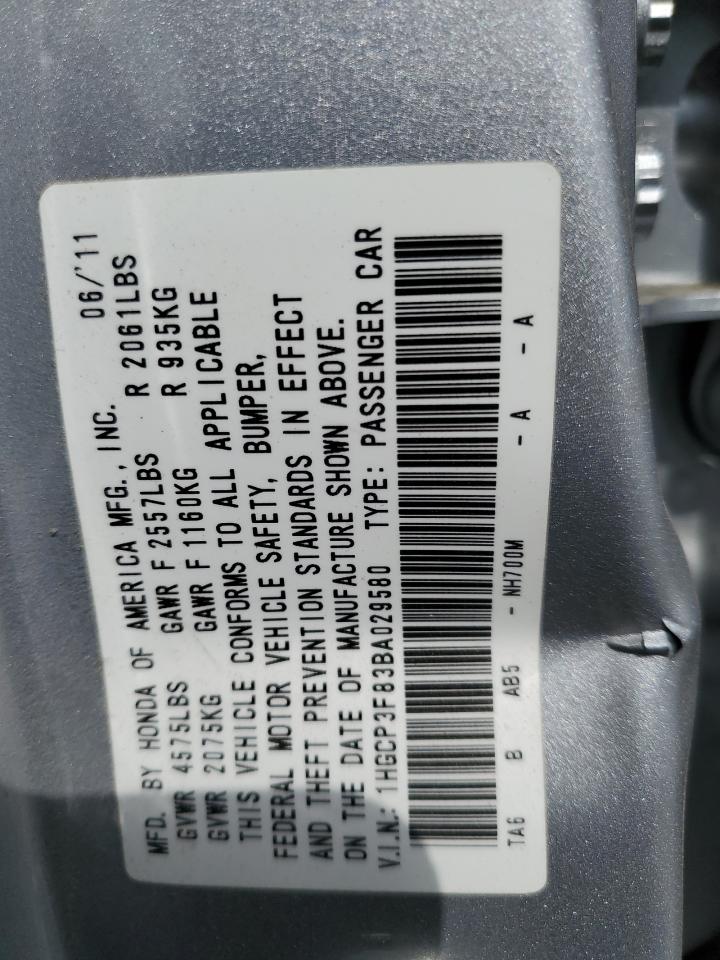 MFD. BY HONDA OF AMERICA MFG., INC. 06/'11
GVWR 4575LBS GAWR F 2557LBS R 2061LBS
GVWR 2075KG GAWR F 1160KG R 935KG
THIS VEHICLE CONFORMS TO ALL APPLICABLE
FEDERAL MOTOR VEHICLE SAFETY, BUMPER,
AND THEFT PREVENTION STANDARDS IN EFFECT
ON THE DATE OF MANUFACTURE SHOWN ABOVE.
V.I.N.: 1HGCP3F83BA029580 TYPE: PASSENGER CAR
TA6 B AB5 - NH700M - A - A